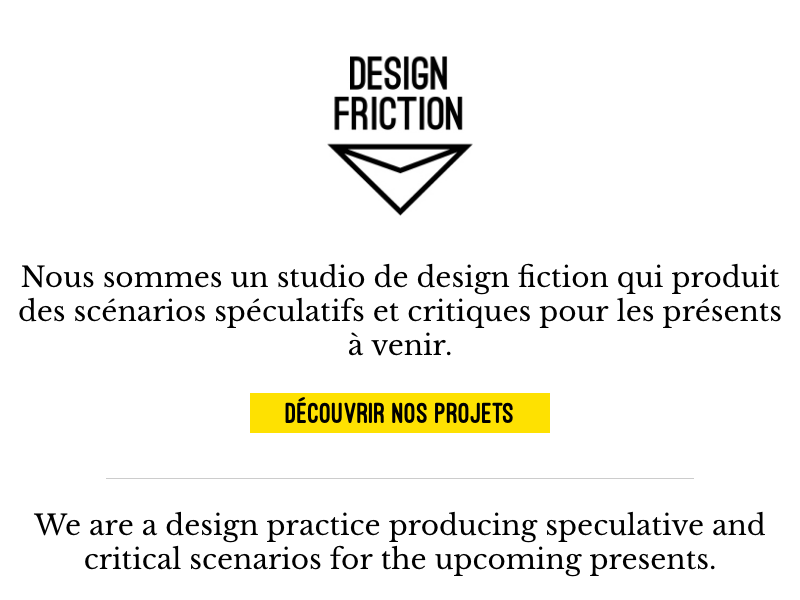 DESIGN
FRICTION
Nous sommes un studio de design fiction qui produit
des scénarios spéculatifs et critiques pour les présents
à venir.
DÉCOUVRIR NOS PROJETS
We are a design practice producing speculative and
critical scenarios for the upcoming presents.